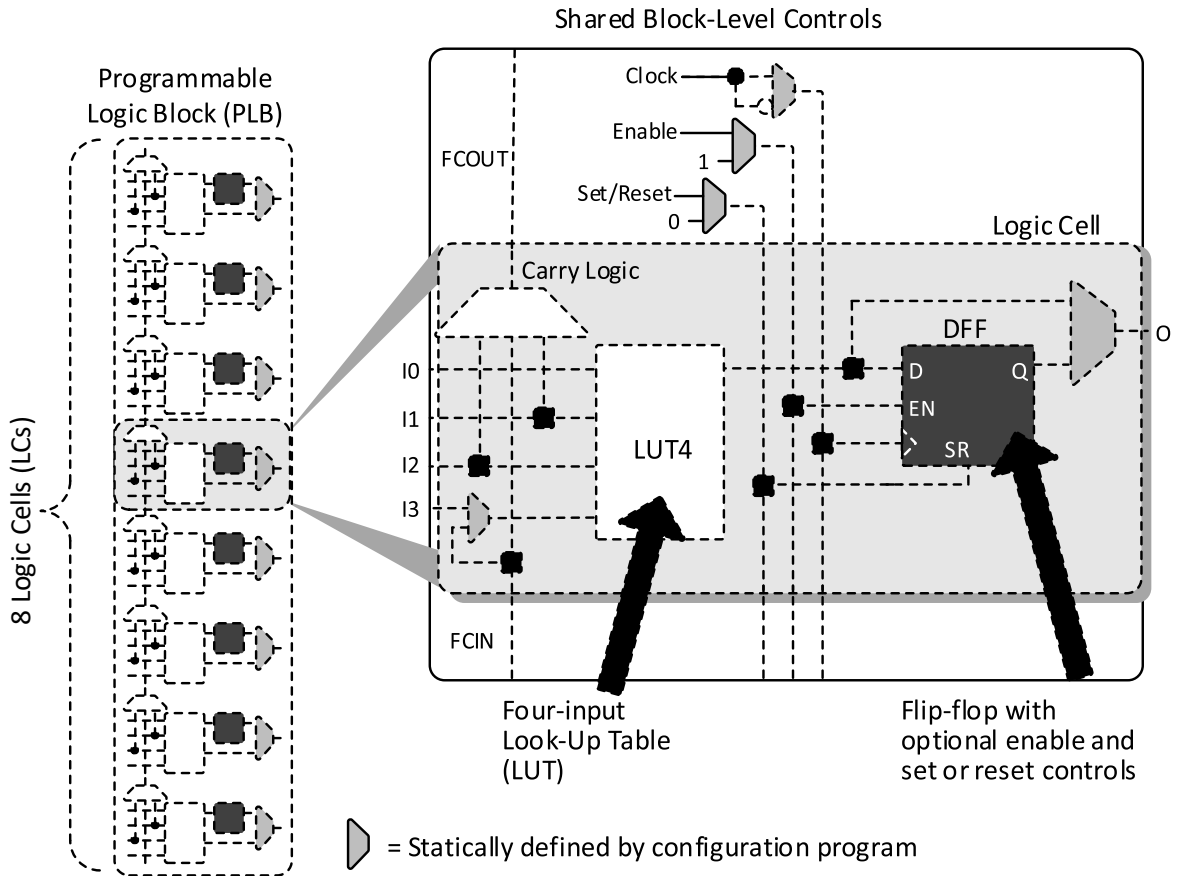 Shared Block-Level Controls
Programmable
Logic Block (PLB)
8 Logic Cells (LCs)
Clock
Enable
1
Set/Reset
0
FCOUT
Logic Cell
Carry Logic
I0
I1
I2
I3
LUT4
DFF
D
Q
EN
SR
O
FCIN
Four-input
Look-Up Table
(LUT)
Flip-flop with
optional enable and
set or reset controls
= Statically defined by configuration program